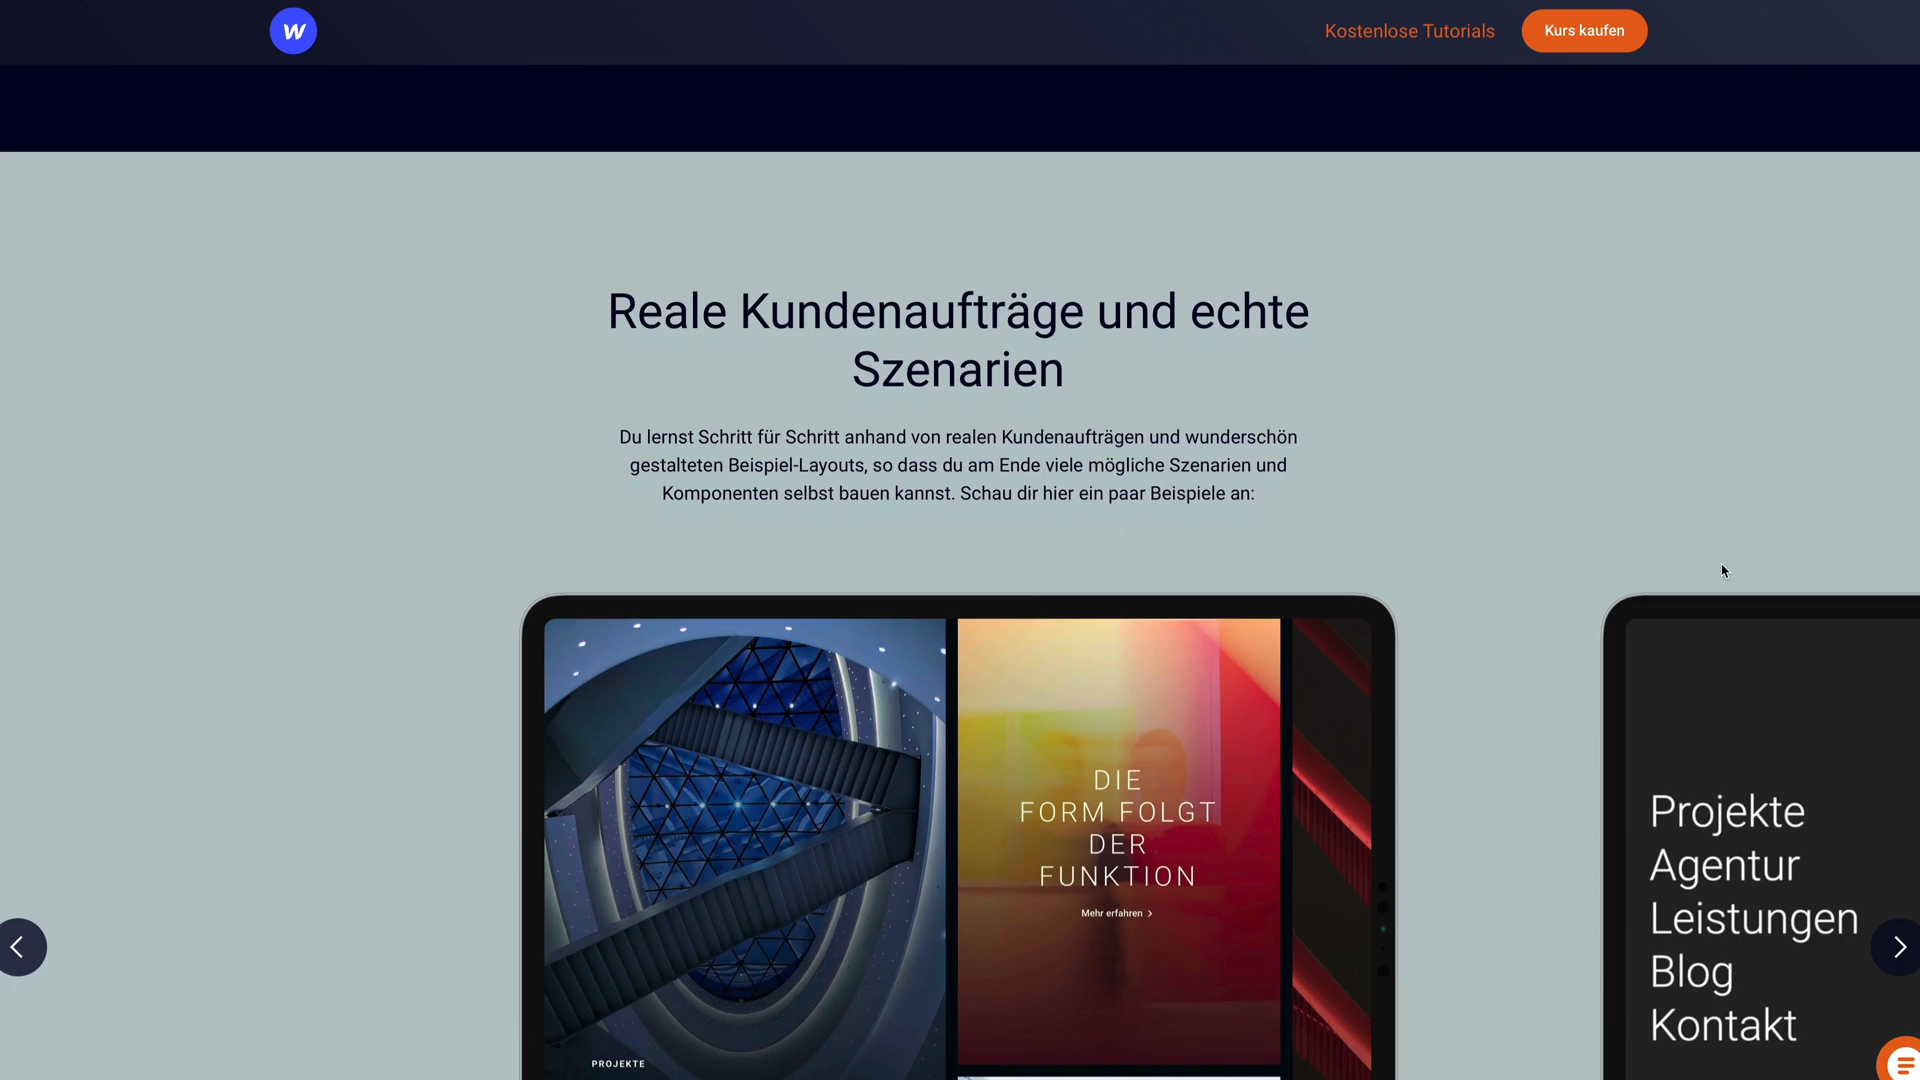 W
Kostenlose Tutorials
Kurs kaufen
Reale Kundenaufträge und echte
Szenarien
Du lernst Schritt für Schritt anhand von realen Kundenaufträgen und wunderschön
gestalteten Beispiel-Layouts, so dass du am Ende viele mögliche Szenarien und
Komponenten selbst bauen kannst. Schau dir hier ein paar Beispiele an:
DIE
FORM FOLGT
DER
FUNKTION
Mehr erfahren
PROJEKTE
Projekte
Agentur
Leistungen
Blog
Kontakt